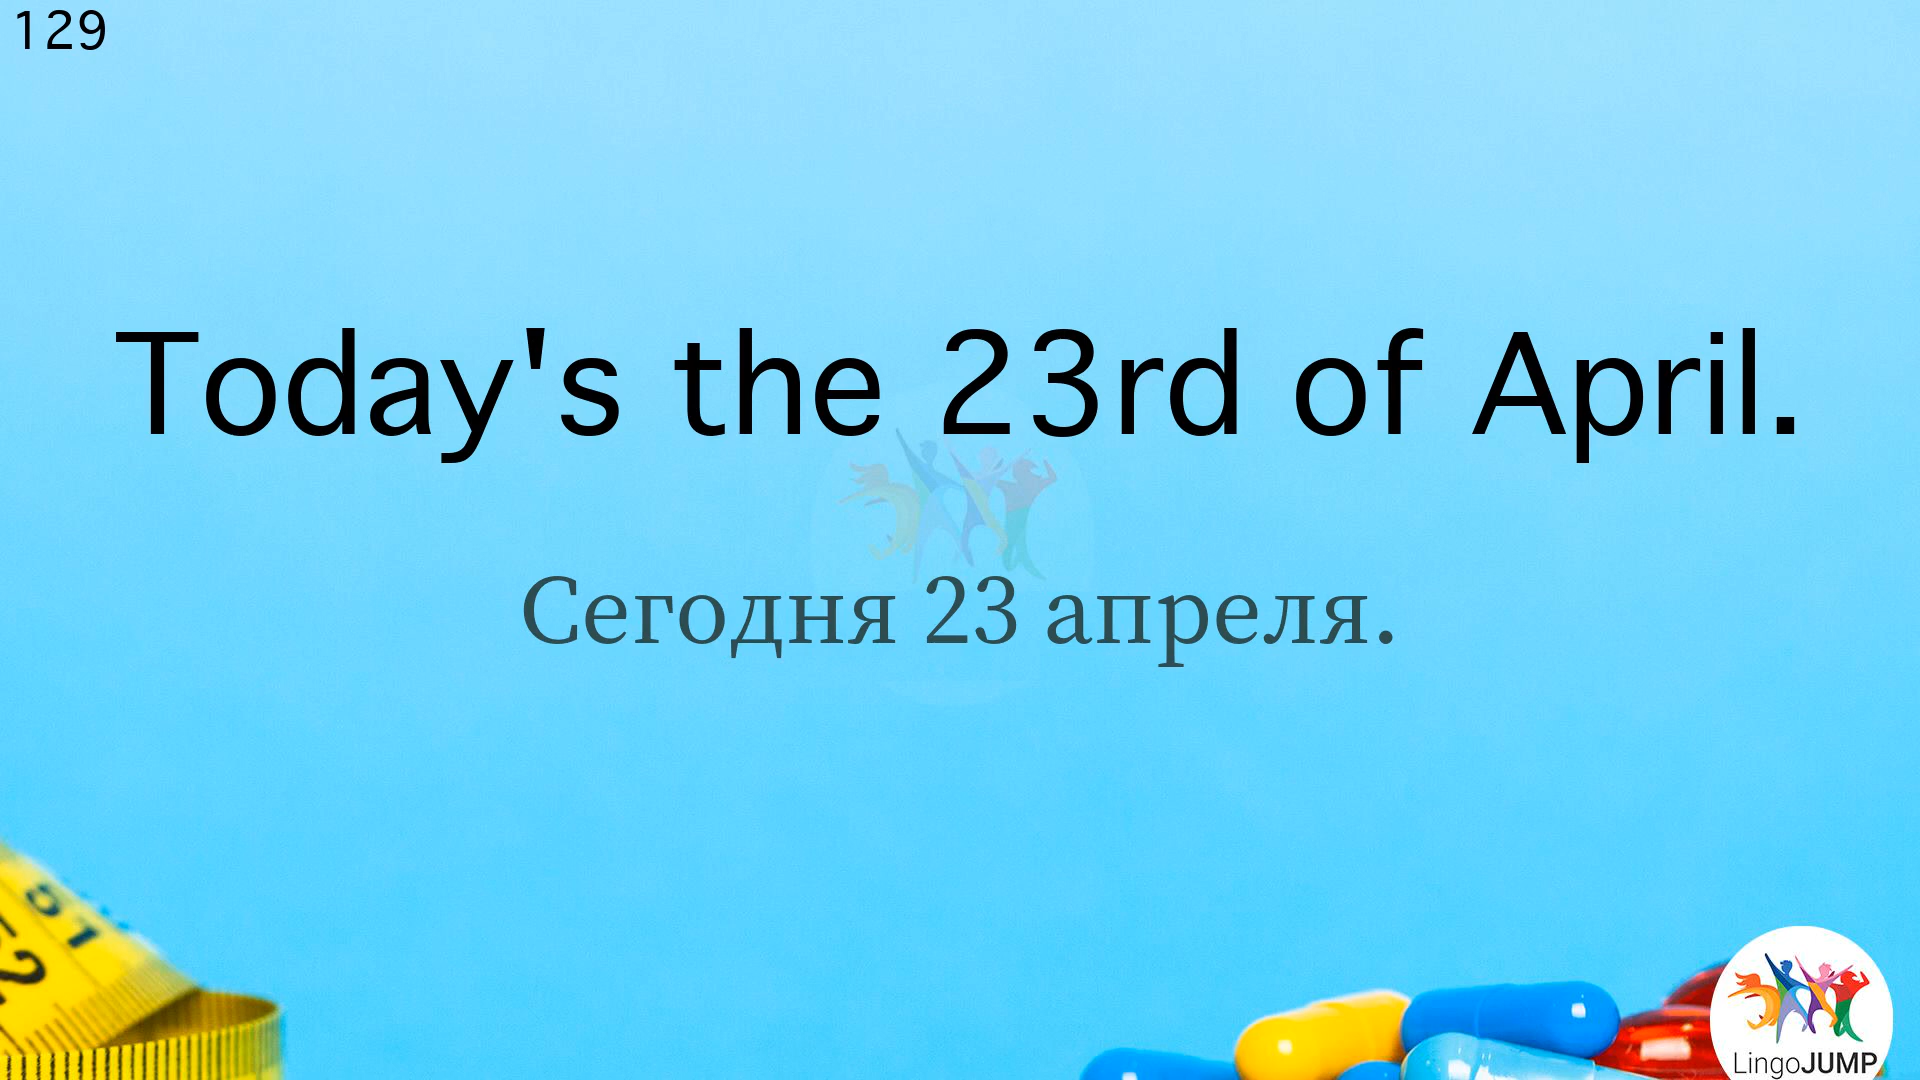 129
Today's the 23rd of April.
Сегодня 23 апреля.
LingoJUMP